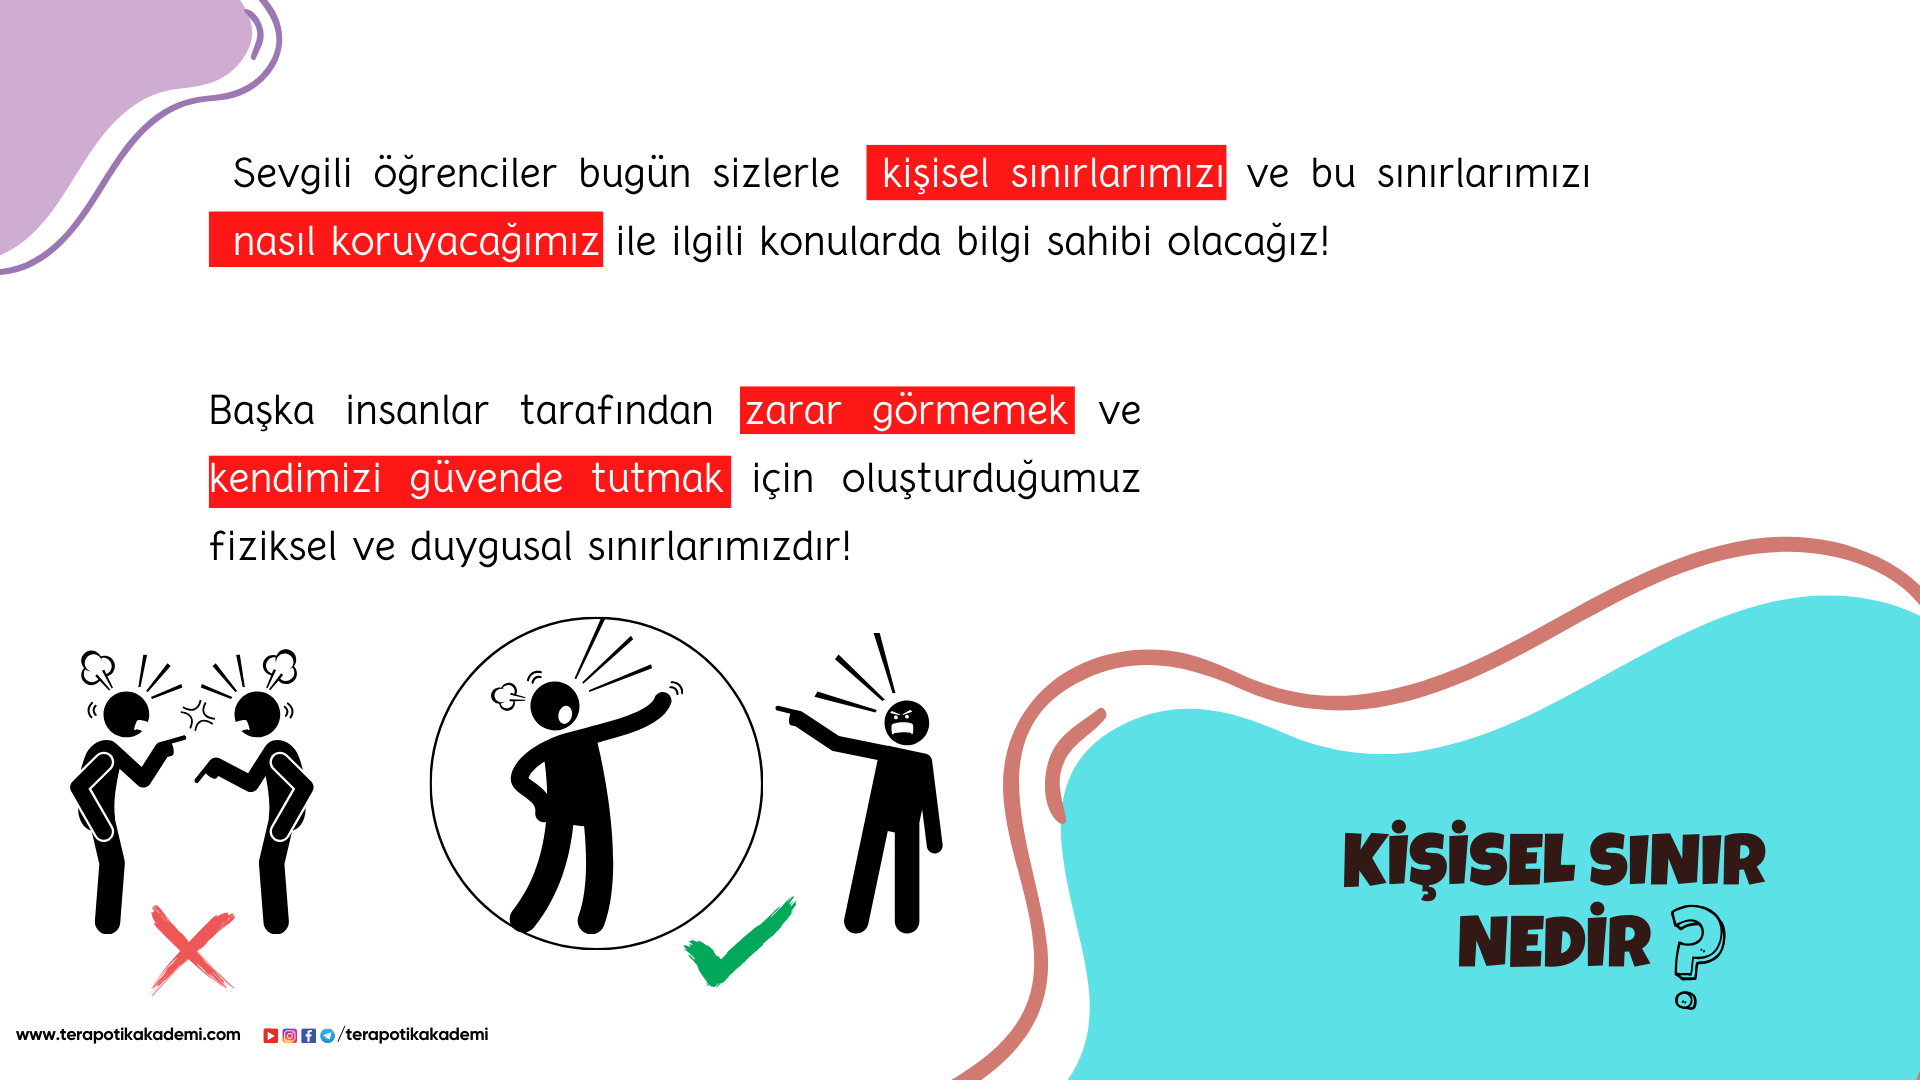 Sevgili öğrenciler bugün sizlerle kişisel sınırlarımızı ve bu sınırlarımızı
nasıl koruyacağımız ile ilgili konularda bilgi sahibi olacağız!
Başka insanlar tarafından zarar görmemek ve
kendimizi güvende tutmak için oluşturduğumuz
fiziksel ve duygusal sınırlarımızdır!
KİŞİSEL SINIR
NEDİR ?
www.terapotikakademi.com /terapotikakademi